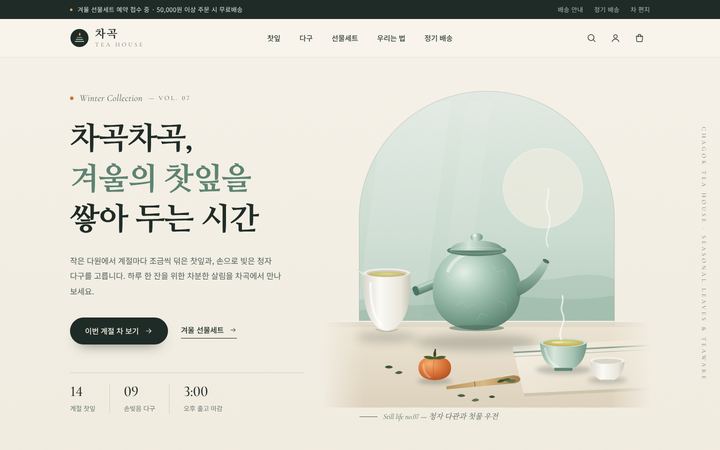 겨울 선물세트 예약 접수 중 · 50,000원 이상 주문 시 무료배송
배송 안내 정기 배송 차 편지
차곡
TEA HOUSE
찻잎 다구 선물세트 우리는 법 정기 배송
Winter Collection — VOL. 07
차곡차곡,
겨울의 찻잎을
쌓아 두는 시간
작은 다원에서 계절마다 조금씩 덖은 찻잎과, 손으로 빚은 청자
다구를 고릅니다. 하루 한 잔을 위한 차분한 살림을 차곡에서 만나
보세요.
이번 계절 차 보기 →
겨울 선물세트 →
14 09 3:00
계절 찻잎 손빚음 다구 오후 출고 마감
Still life no.07 — 청자 다관과 첫물 우전
CHAGOK TEA HOUSE · SEASONAL LEAVES & TEAWARE